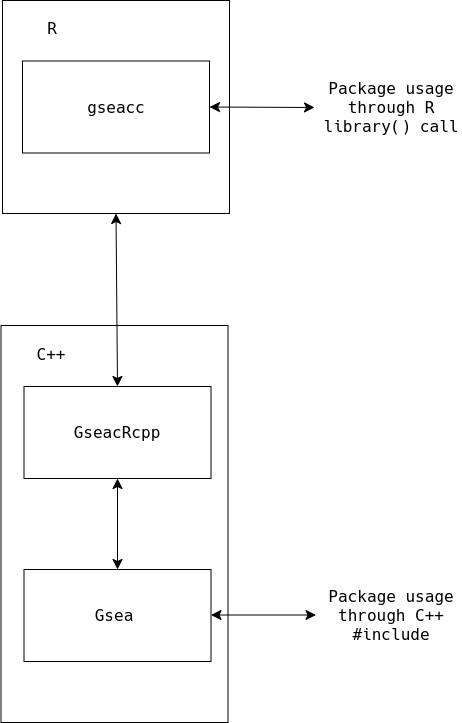 R
gseacc
Package usage
through R
library() call
C++
GseacRcpp
Gsea
Package usage
through C++
#include